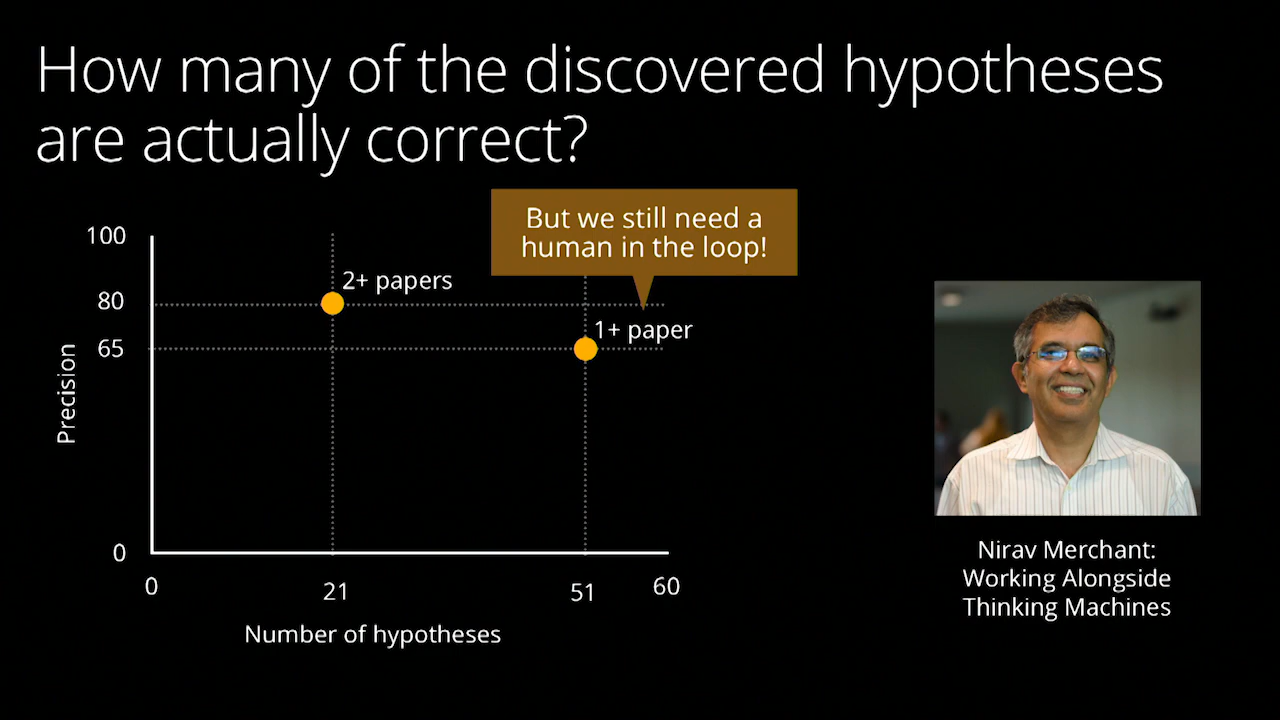 How many of the discovered hypotheses
are actually correct?
But we still need a
human in the loop!
100
80
65
0
Precision
2+ papers
1+ paper
0
21
51
60
Number of hypotheses
Nirav Merchant:
Working Alongside
Thinking Machines